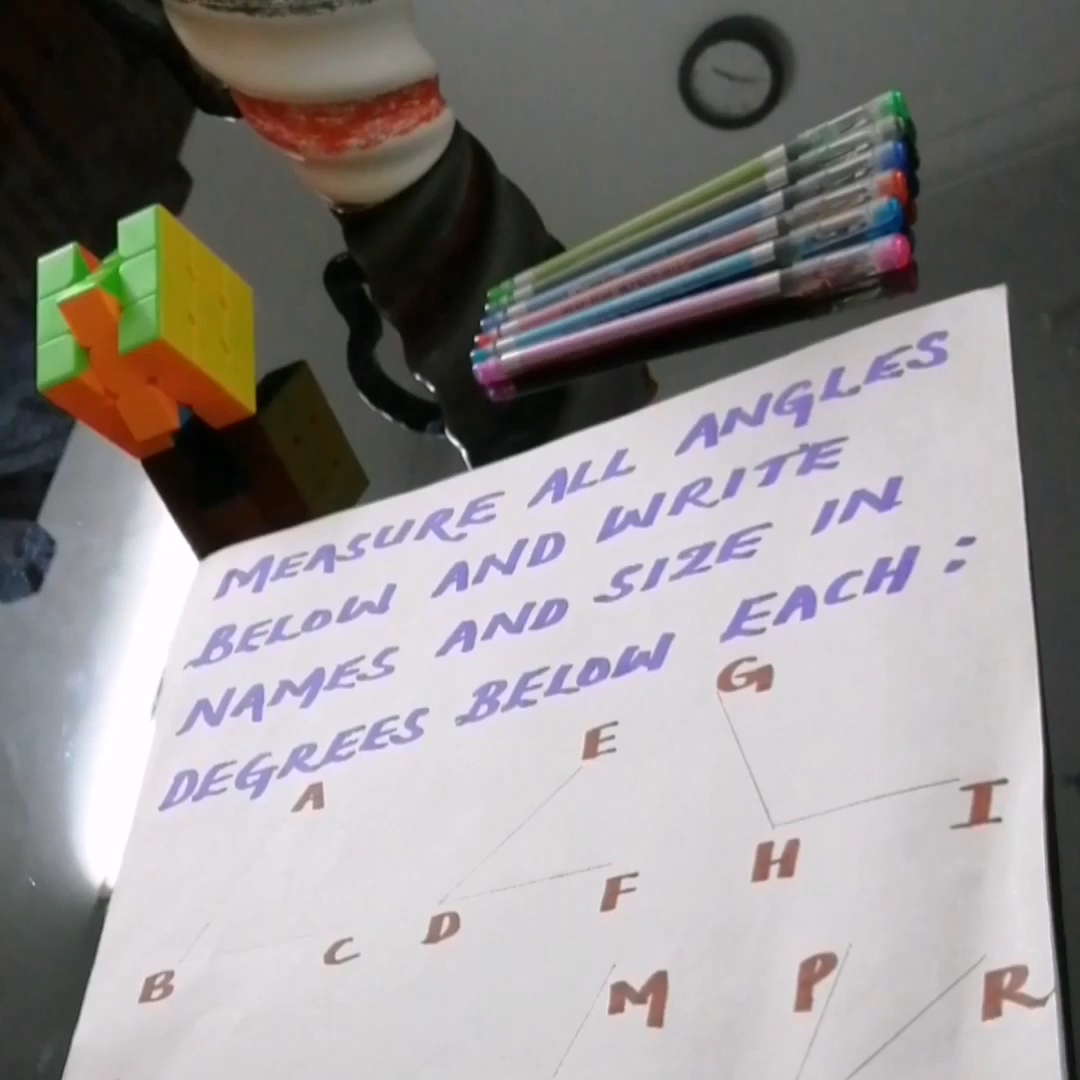 MEASURE ALL ANGLES
BELOW AND WRITE
NAMES AND SIZE IN
DEGREES BELOW EACH :
A
B
C
D
E
F
G
H
I
M
P
R